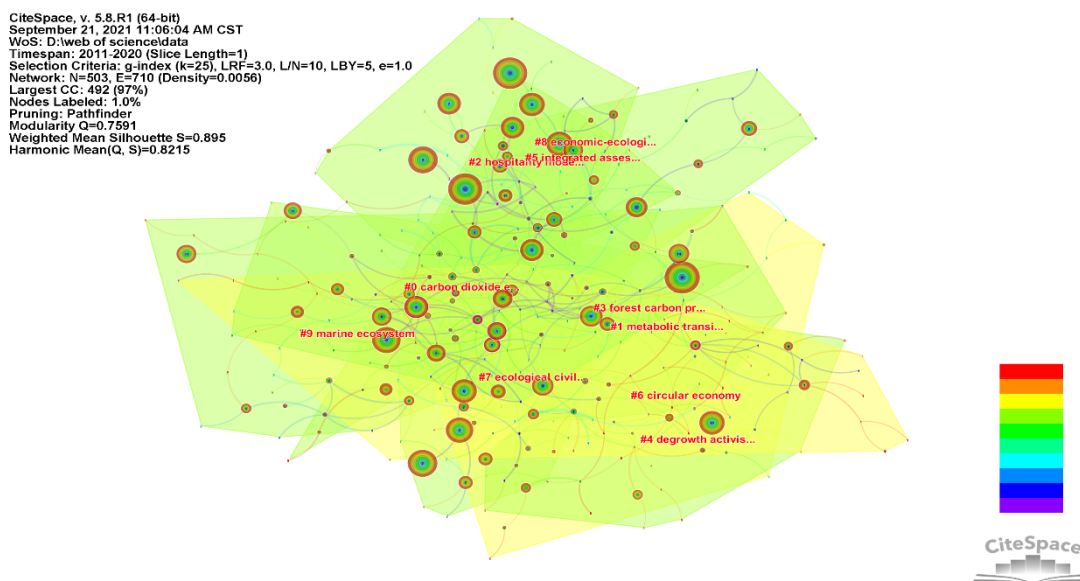 CiteSpace, v. 5.8.R1 (64-bit)
September 21, 2021 11:06:04 AM CST
WoS: D:\web of science\data
Timespan: 2011-2020 (Slice Length=1)
Selection Criteria: g-index (k=25), LRF=3.0, L/N=10, LBY=5, e=1.0
Network: N=503, E=710 (Density=0.0056)
Largest CC: 492 (97%)
Nodes Labeled: 1.0%
Pruning: Pathfinder
Modularity Q=0.7591
Weighted Mean Silhouette S=0.895
Harmonic Mean(Q, S)=0.8215
#8 economic-ecologi...
#5 integrated asses...
#2 hospitality
#0 carbon dioxide e...
#3 forest carbon pr...
#1 metabolic transi...
#9 marine ecosystem
#7 ecological civil...
#6 circular economy
#4 degrowth activis...
CiteSpace